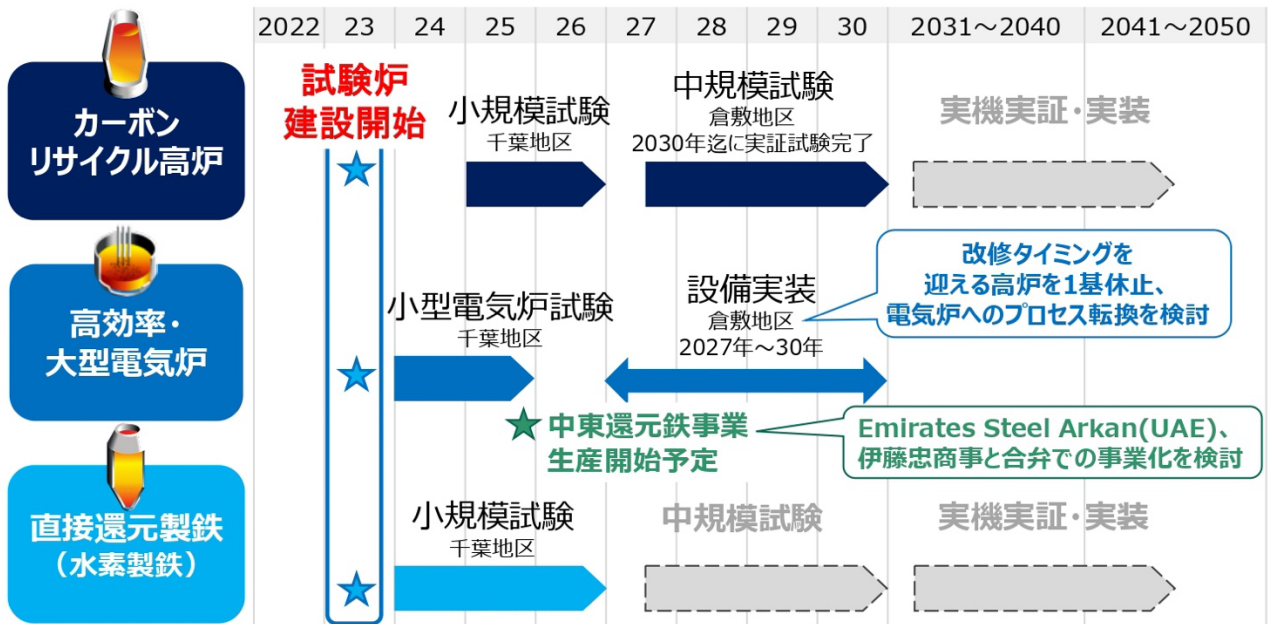 2022 23 24 25 26 27 28 29 30 2031～2040 2041～2050
カーボン
リサイクル高炉
試験炉
建設開始
小規模試験
千葉地区
中規模試験
倉敷地区
2030年迄に実証試験完了
実機実証・実装
高効率・
大型電気炉
小型電気炉試験
千葉地区
設備実装
倉敷地区
2027年～30年
改修タイミングを
迎える高炉を1基休止、
電気炉へのプロセス転換を検討
中東還元鉄事業
生産開始予定
Emirates Steel Arkan(UAE)、
伊藤忠商事と合弁での事業化を検討
直接還元製鉄
（水素製鉄）
小規模試験
千葉地区
中規模試験
実機実証・実装